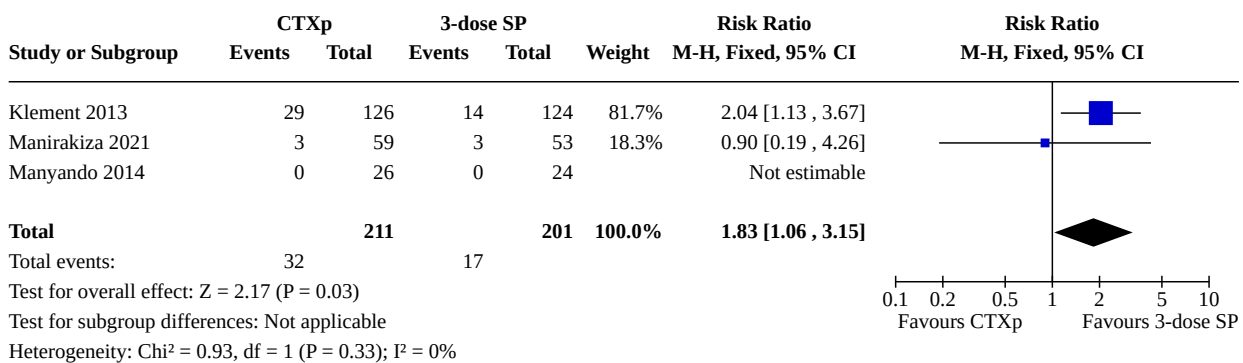 CTXp 3-dose SP Risk Ratio Risk Ratio
Study or Subgroup Events Total Events Total Weight M-H, Fixed, 95% CI M-H, Fixed, 95% CI
Klement 2013 29 126 14 124 81.7% 2.04 [1.13 , 3.67]
Manirakiza 2021 3 59 3 53 18.3% 0.90 [0.19 , 4.26]
Manyando 2014 0 26 0 24 Not estimable
Total 211 201 100.0% 1.83 [1.06 , 3.15]
Total events: 32 17
Test for overall effect: Z = 2.17 (P = 0.03)
0.1 0.2 0.5 1 2 5 10
Test for subgroup differences: Not applicable
Favours CTXp Favours 3-dose SP
Heterogeneity: Chi² = 0.93, df = 1 (P = 0.33); I² = 0%